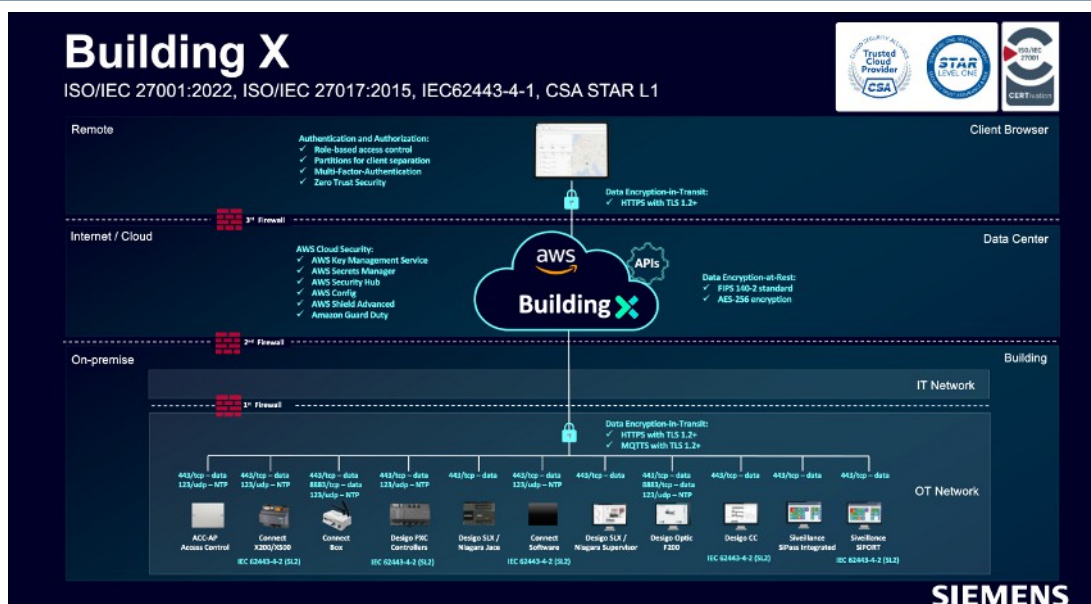 Building X
ISO/IEC 27001:2022, ISO/IEC 27017:2015, IEC62443-4-1, CSA STAR L1
Trusted
Cloud
Provider
CSA
STAR
LEVEL ONE
ISO/IEC
27001
CERTivation
Remote
Client Browser
Authentication and Authorization:
✓ Role-based access control
✓ Partitions for client separation
✓ Multi-Factor-Authentication
✓ Zero Trust Security
Data Encryption-in-Transit:
✓ HTTPS with TLS 1.2+
3rd Firewall
Internet / Cloud
Data Center
AWS Cloud Security:
✓ AWS Key Management Service
✓ AWS Secrets Manager
✓ AWS Security Hub
✓ AWS Config
✓ AWS Shield Advanced
✓ Amazon Guard Duty
aws
APIs
Building X
Data Encryption-at-Rest:
✓ FIPS 140-2 standard
✓ AES-256 encryption
2nd Firewall
On-premise
Building
IT Network
1st Firewall
Data Encryption-in-Transit:
✓ HTTPS with TLS 1.2+
✓ MQTTS with TLS 1.2+
OT Network
443/tcp – data
123/udp – NTP
ACC-AP
Access Control
443/tcp – data
123/udp – NTP
Connect
X200/X300
IEC 62443-4-2 (SL2)
443/tcp – data
8883/tcp – data
123/udp – NTP
Connect
Box
443/tcp – data
123/udp – NTP
Desigo PXC
Controllers
IEC 62443-4-2 (SL2)
443/tcp – data
Desigo SLX /
Niagara Jace
443/tcp – data
123/udp – NTP
Connect
Software
IEC 62443-4-2 (SL2)
443/tcp – data
Desigo SLX /
Niagara Supervisor
443/tcp – data
8883/tcp – data
123/udp – NTP
Desigo Optic
F200
443/tcp – data
Desigo CC
IEC 62443-4-2 (SL2)
443/tcp – data
Siveillance
SiPass Integrated
443/tcp – data
Siveillance
SIPORT
IEC 62443-4-2 (SL2)
SIEMENS